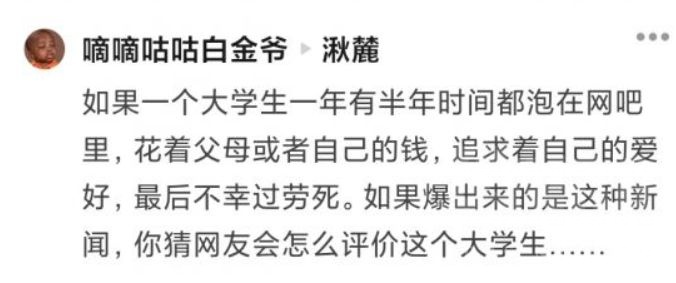 嘀嘀咕咕白金爷 ▸ 湫麓
如果一个大学生一年有半年时间都泡在网吧
里，花着父母或者自己的钱，追求着自己的爱
好，最后不幸过劳死。如果爆出来的是这种新
闻，你猜网友会怎么评价这个大学生……